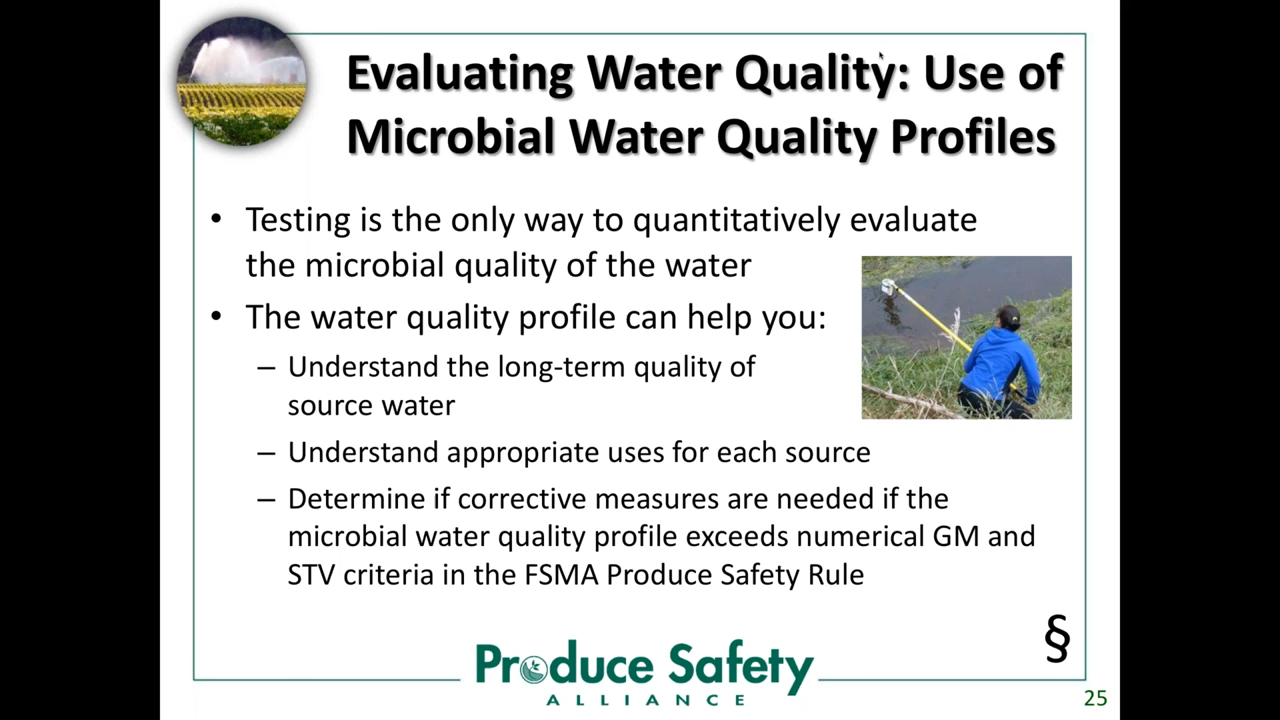 Evaluating Water Quality: Use of
Microbial Water Quality Profiles
• Testing is the only way to quantitatively evaluate
the microbial quality of the water
• The water quality profile can help you:
– Understand the long-term quality of
source water
– Understand appropriate uses for each source
– Determine if corrective measures are needed if the
microbial water quality profile exceeds numerical GM and
STV criteria in the FSMA Produce Safety Rule
§
Produce Safety
ALLIANCE
25